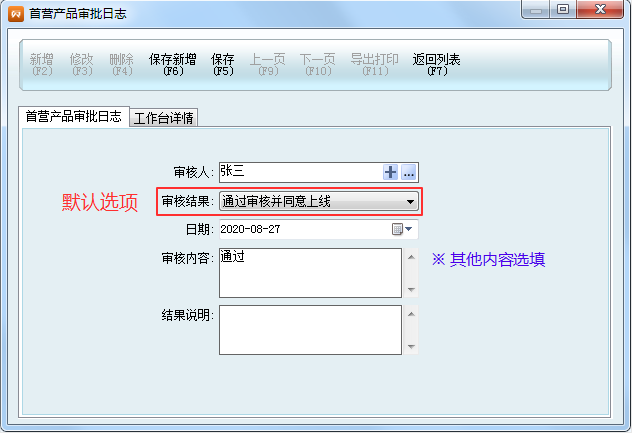 首营产品审批日志
新增 修改 删除 保存新增 保存 上一页 下一页 导出打印 返回列表
(F2) (F3) (F4) (F6) (F5) (F9) (F10) (F11) (F7)
首营产品审批日志 工作台详情
审核人: 张三
默认选项 审核结果: 通过审核并同意上线
日期: 2020-08-27
审核内容: 通过 ※ 其他内容选填
结果说明: